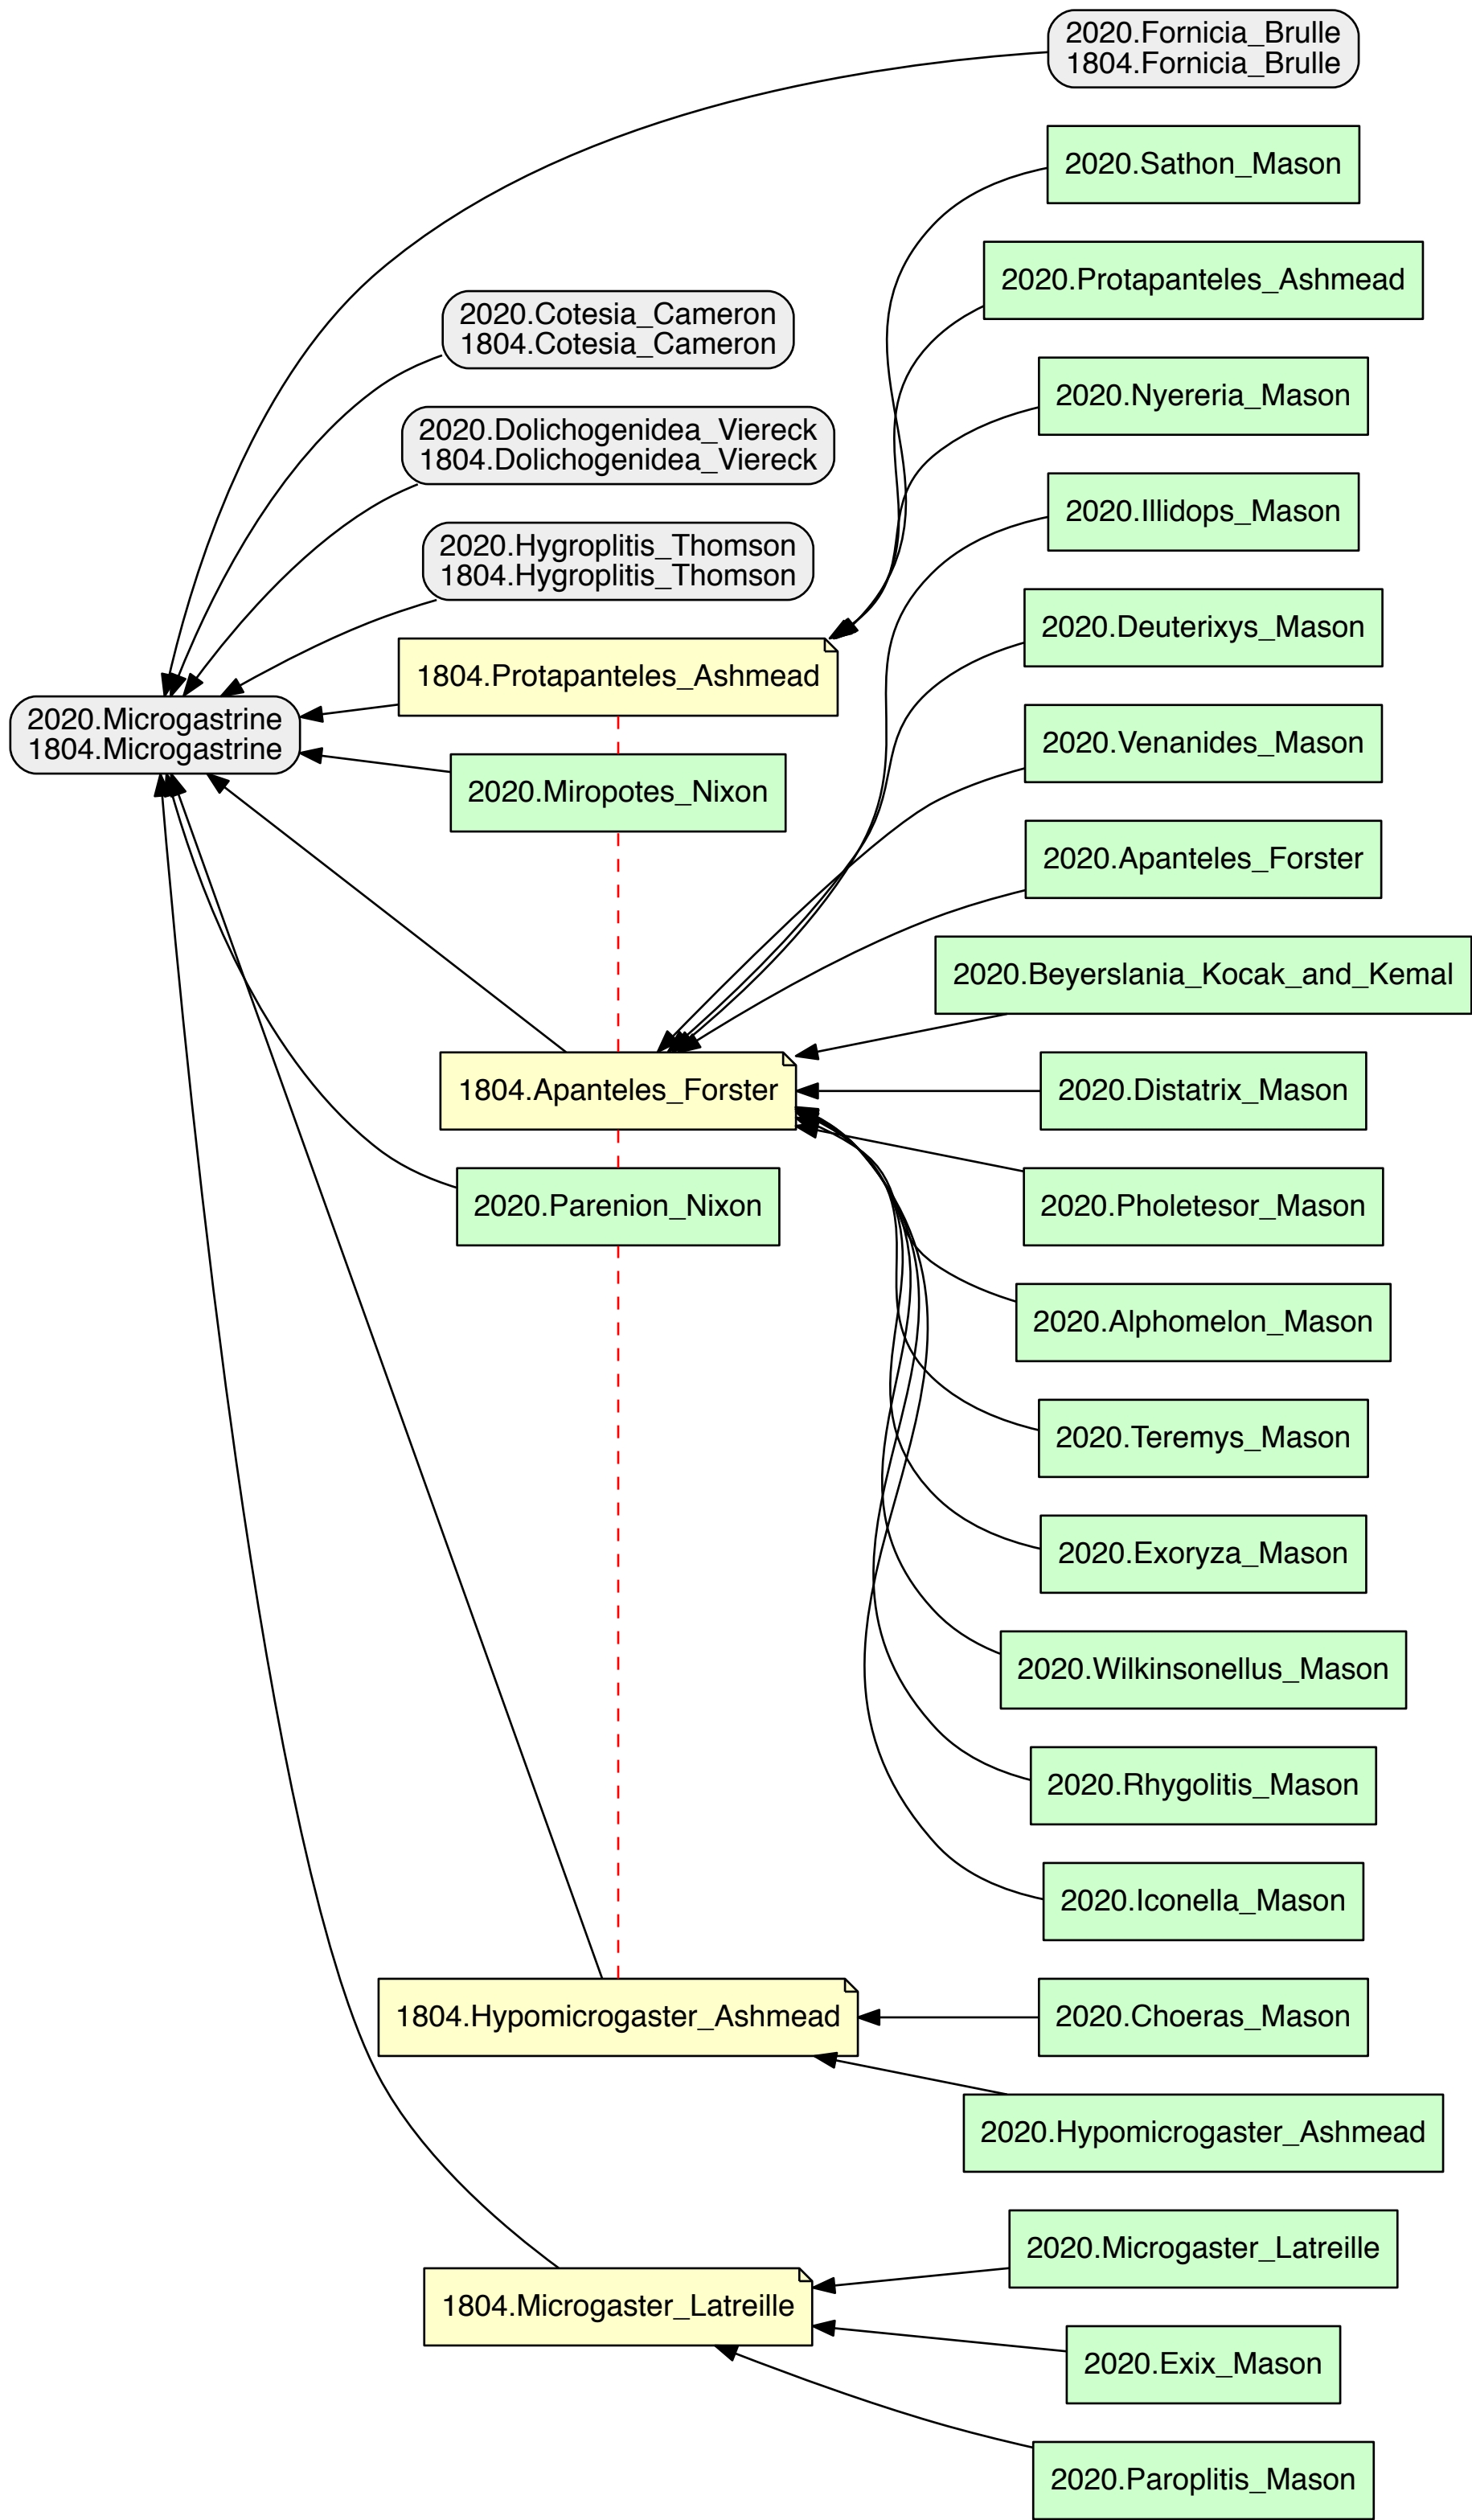 2020.Fornicia_Brulle
1804.Fornicia_Brulle
2020.Sathon_Mason
2020.Protapanteles_Ashmead
2020.Cotesia_Cameron
1804.Cotesia_Cameron
2020.Nyereria_Mason
2020.Dolichogenidea_Viereck
1804.Dolichogenidea_Viereck
2020.Illidops_Mason
2020.Hygroplitis_Thomson
1804.Hygroplitis_Thomson
2020.Deuterixys_Mason
1804.Protapanteles_Ashmead
2020.Microgastrine
1804.Microgastrine
2020.Venanides_Mason
2020.Miropotes_Nixon
2020.Apanteles_Forster
2020.Beyerslania_Kocak_and_Kemal
1804.Apanteles_Forster
2020.Distatrix_Mason
2020.Parenion_Nixon
2020.Pholetesor_Mason
2020.Alphomelon_Mason
2020.Teremys_Mason
2020.Exoryza_Mason
2020.Wilkinsonellus_Mason
2020.Rhygolitis_Mason
2020.Iconella_Mason
1804.Hypomicrogaster_Ashmead
2020.Choeras_Mason
2020.Hypomicrogaster_Ashmead
2020.Microgaster_Latreille
1804.Microgaster_Latreille
2020.Exix_Mason
2020.Paroplitis_Mason